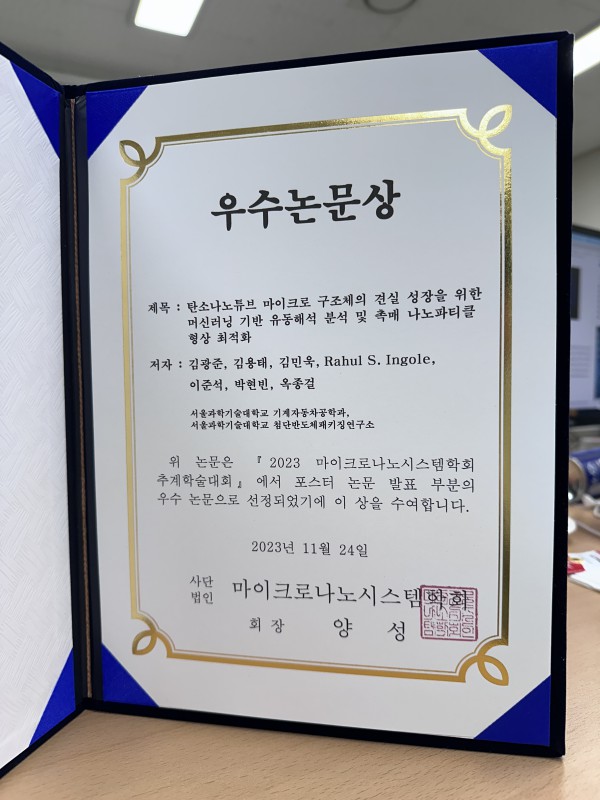 우수논문상
제목 : 탄소나노튜브 마이크로 구조체의 견실 성장을 위한
머신러닝 기반 유동해석 분석 및 촉매 나노파티클
형상 최적화
저자 : 김광준, 김용태, 김민욱, Rahul S. Ingole,
이준석, 박현빈, 옥종걸
서울과학기술대학교 기계자동차공학과,
서울과학기술대학교 첨단반도체패키징연구소
위 논문은 『2023 마이크로나노시스템학회
추계학술대회』에서 포스터 논문 발표 부분의
우수 논문으로 선정되었기에 이 상을 수여합니다.
2023년 11월 24일
사단
법인 마이크로나노시스템학회
회장 양 성